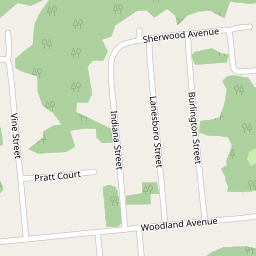 Sherwood Avenue
Vine Street
Indiana Street
Lanesboro Street
Burlington Street
Pratt Court
Woodland Avenue